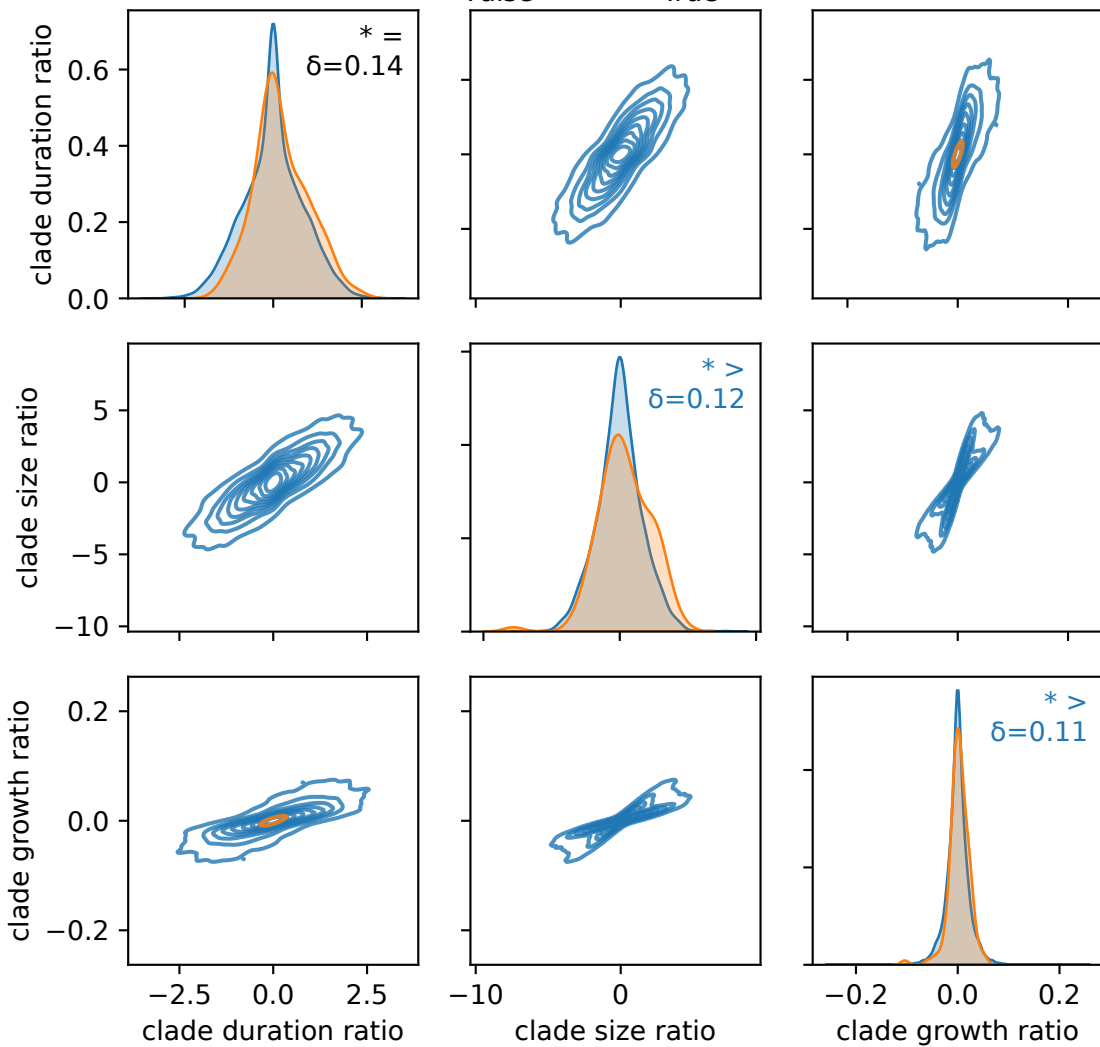 clade duration ratio
0.6
0.4
0.2
0.0
* =
δ=0.14
clade size ratio
5
0
−5
−10
* >
δ=0.12
clade growth ratio
0.2
0.0
−0.2
* >
δ=0.11
−2.5 0.0 2.5
−10 0
−0.2 0.0 0.2
clade duration ratio
clade size ratio
clade growth ratio